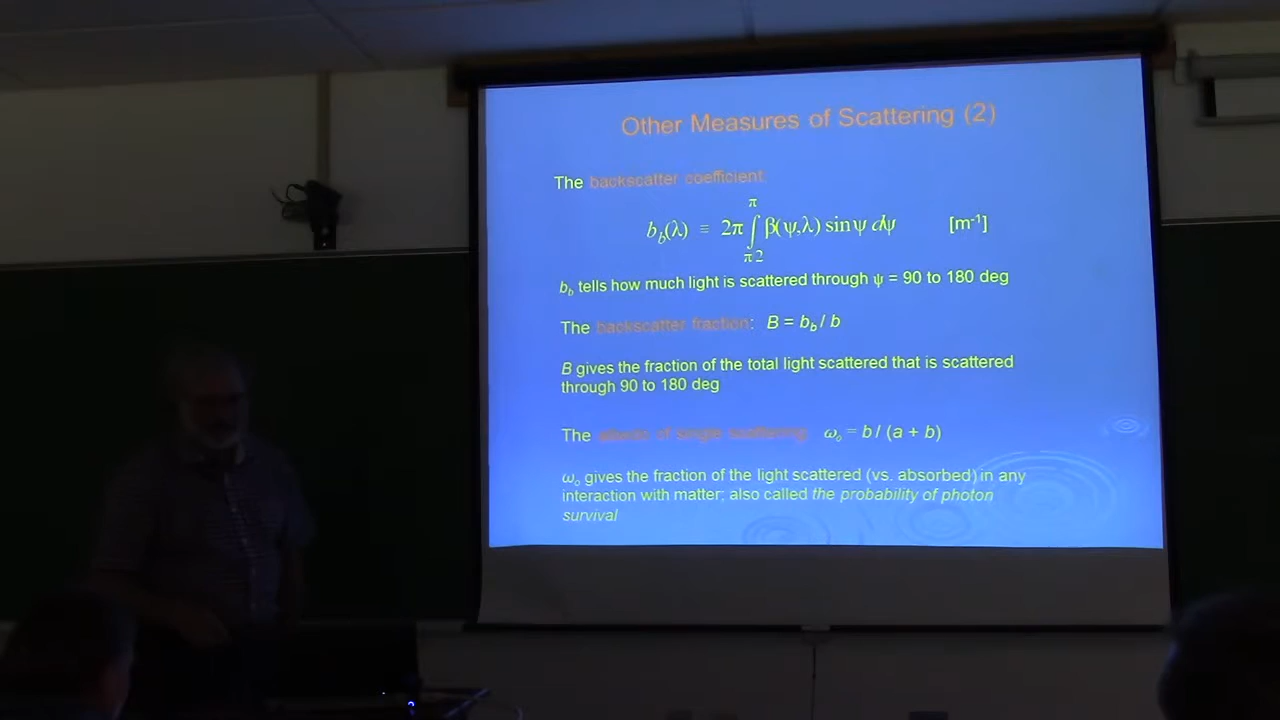 Other Measures of Scattering (2)
The backscatter coefficient:
b_b(λ) ≡ 2π ∫_{π 2}^{π} β(ψ,λ) sin ψ dψ [m⁻¹]
b_b tells how much light is scattered through ψ = 90 to 180 deg
The backscatter fraction: B = b_b / b
B gives the fraction of the total light scattered that is scattered
through 90 to 180 deg
The albedo of single scattering: ω_o = b / (a + b)
ω_o gives the fraction of the light scattered (vs. absorbed) in any
interaction with matter; also called the probability of photon
survival